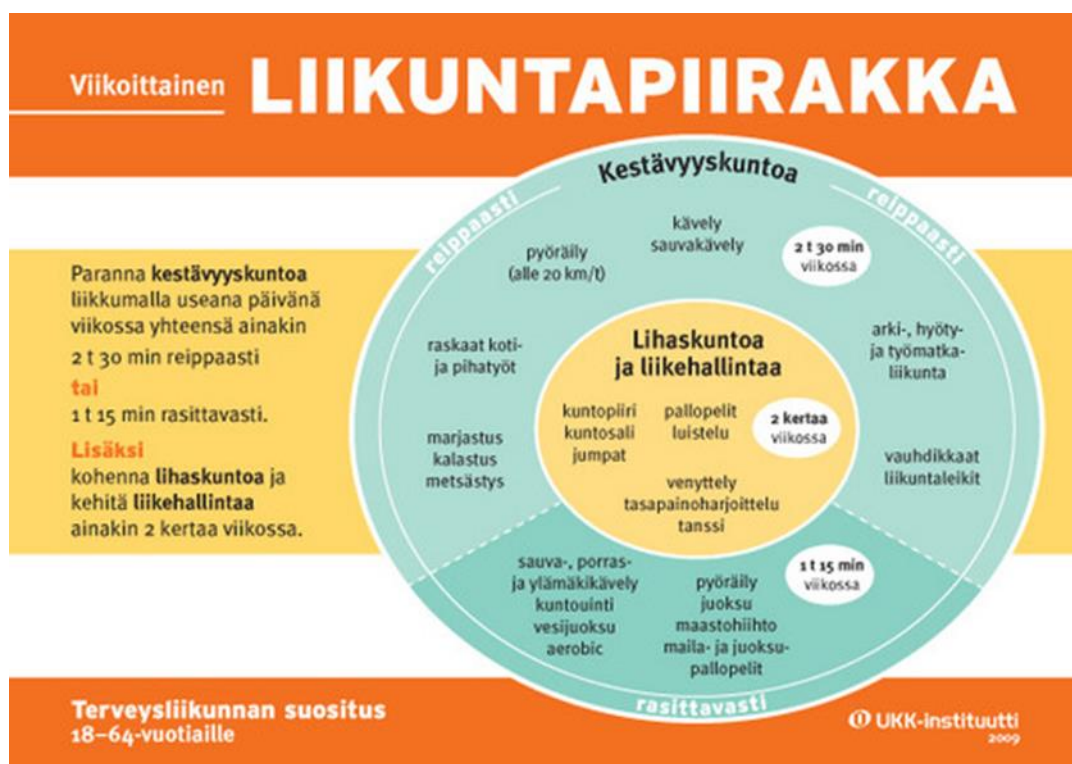 Viikoittainen LIIKUNTAPIIRAKKA
Paranna kestävyyskuntoa
liikkumalla useana päivänä
viikossa yhteensä ainakin
2 t 30 min reippaasti
tai
1 t 15 min rasittavasti.
Lisäksi
kohenna lihaskuntoa ja
kehitä liikehallintaa
ainakin 2 kertaa viikossa.
Kestävyyskuntoa
reippaasti
reippaasti
kävely
sauvakävely
2 t 30 min
viikossa
pyöräily
(alle 20 km/t)
raskaat koti-
ja pihatyöt
marjastus
kalastus
metsästys
arki-, hyöty-
ja työmatka-
liikunta
vauhdikkaat
liikuntaleikit
Lihaskuntoa
ja liikehallintaa
kuntopiiri
kuntosali
jumpat
pallopelit
luistelu
2 kertaa
viikossa
venyttely
tasapainoharjoittelu
tanssi
sauva-, porras-
ja ylämäkikävely
kuntouinti
vesijuoksu
aerobic
pyöräily
juoksu
maastohiihto
maila- ja juoksu-
pallopelit
1 t 15 min
viikossa
rasittavasti
Terveysliikunnan suositus
18–64-vuotiaille
UKK-instituutti
2009